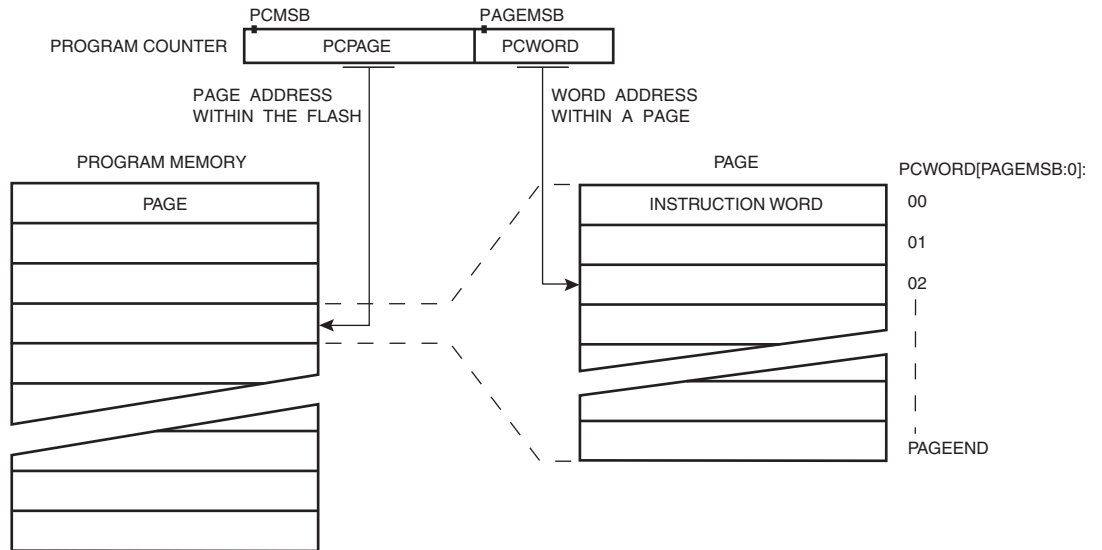 PCMSB
PAGEMSB
PROGRAM COUNTER
PCPAGE
PCWORD
PAGE ADDRESS
WITHIN THE FLASH
WORD ADDRESS
WITHIN A PAGE
PROGRAM MEMORY
PAGE
PAGE
INSTRUCTION WORD
PCWORD[PAGEMSB:0]:
00
01
02
PAGEEND